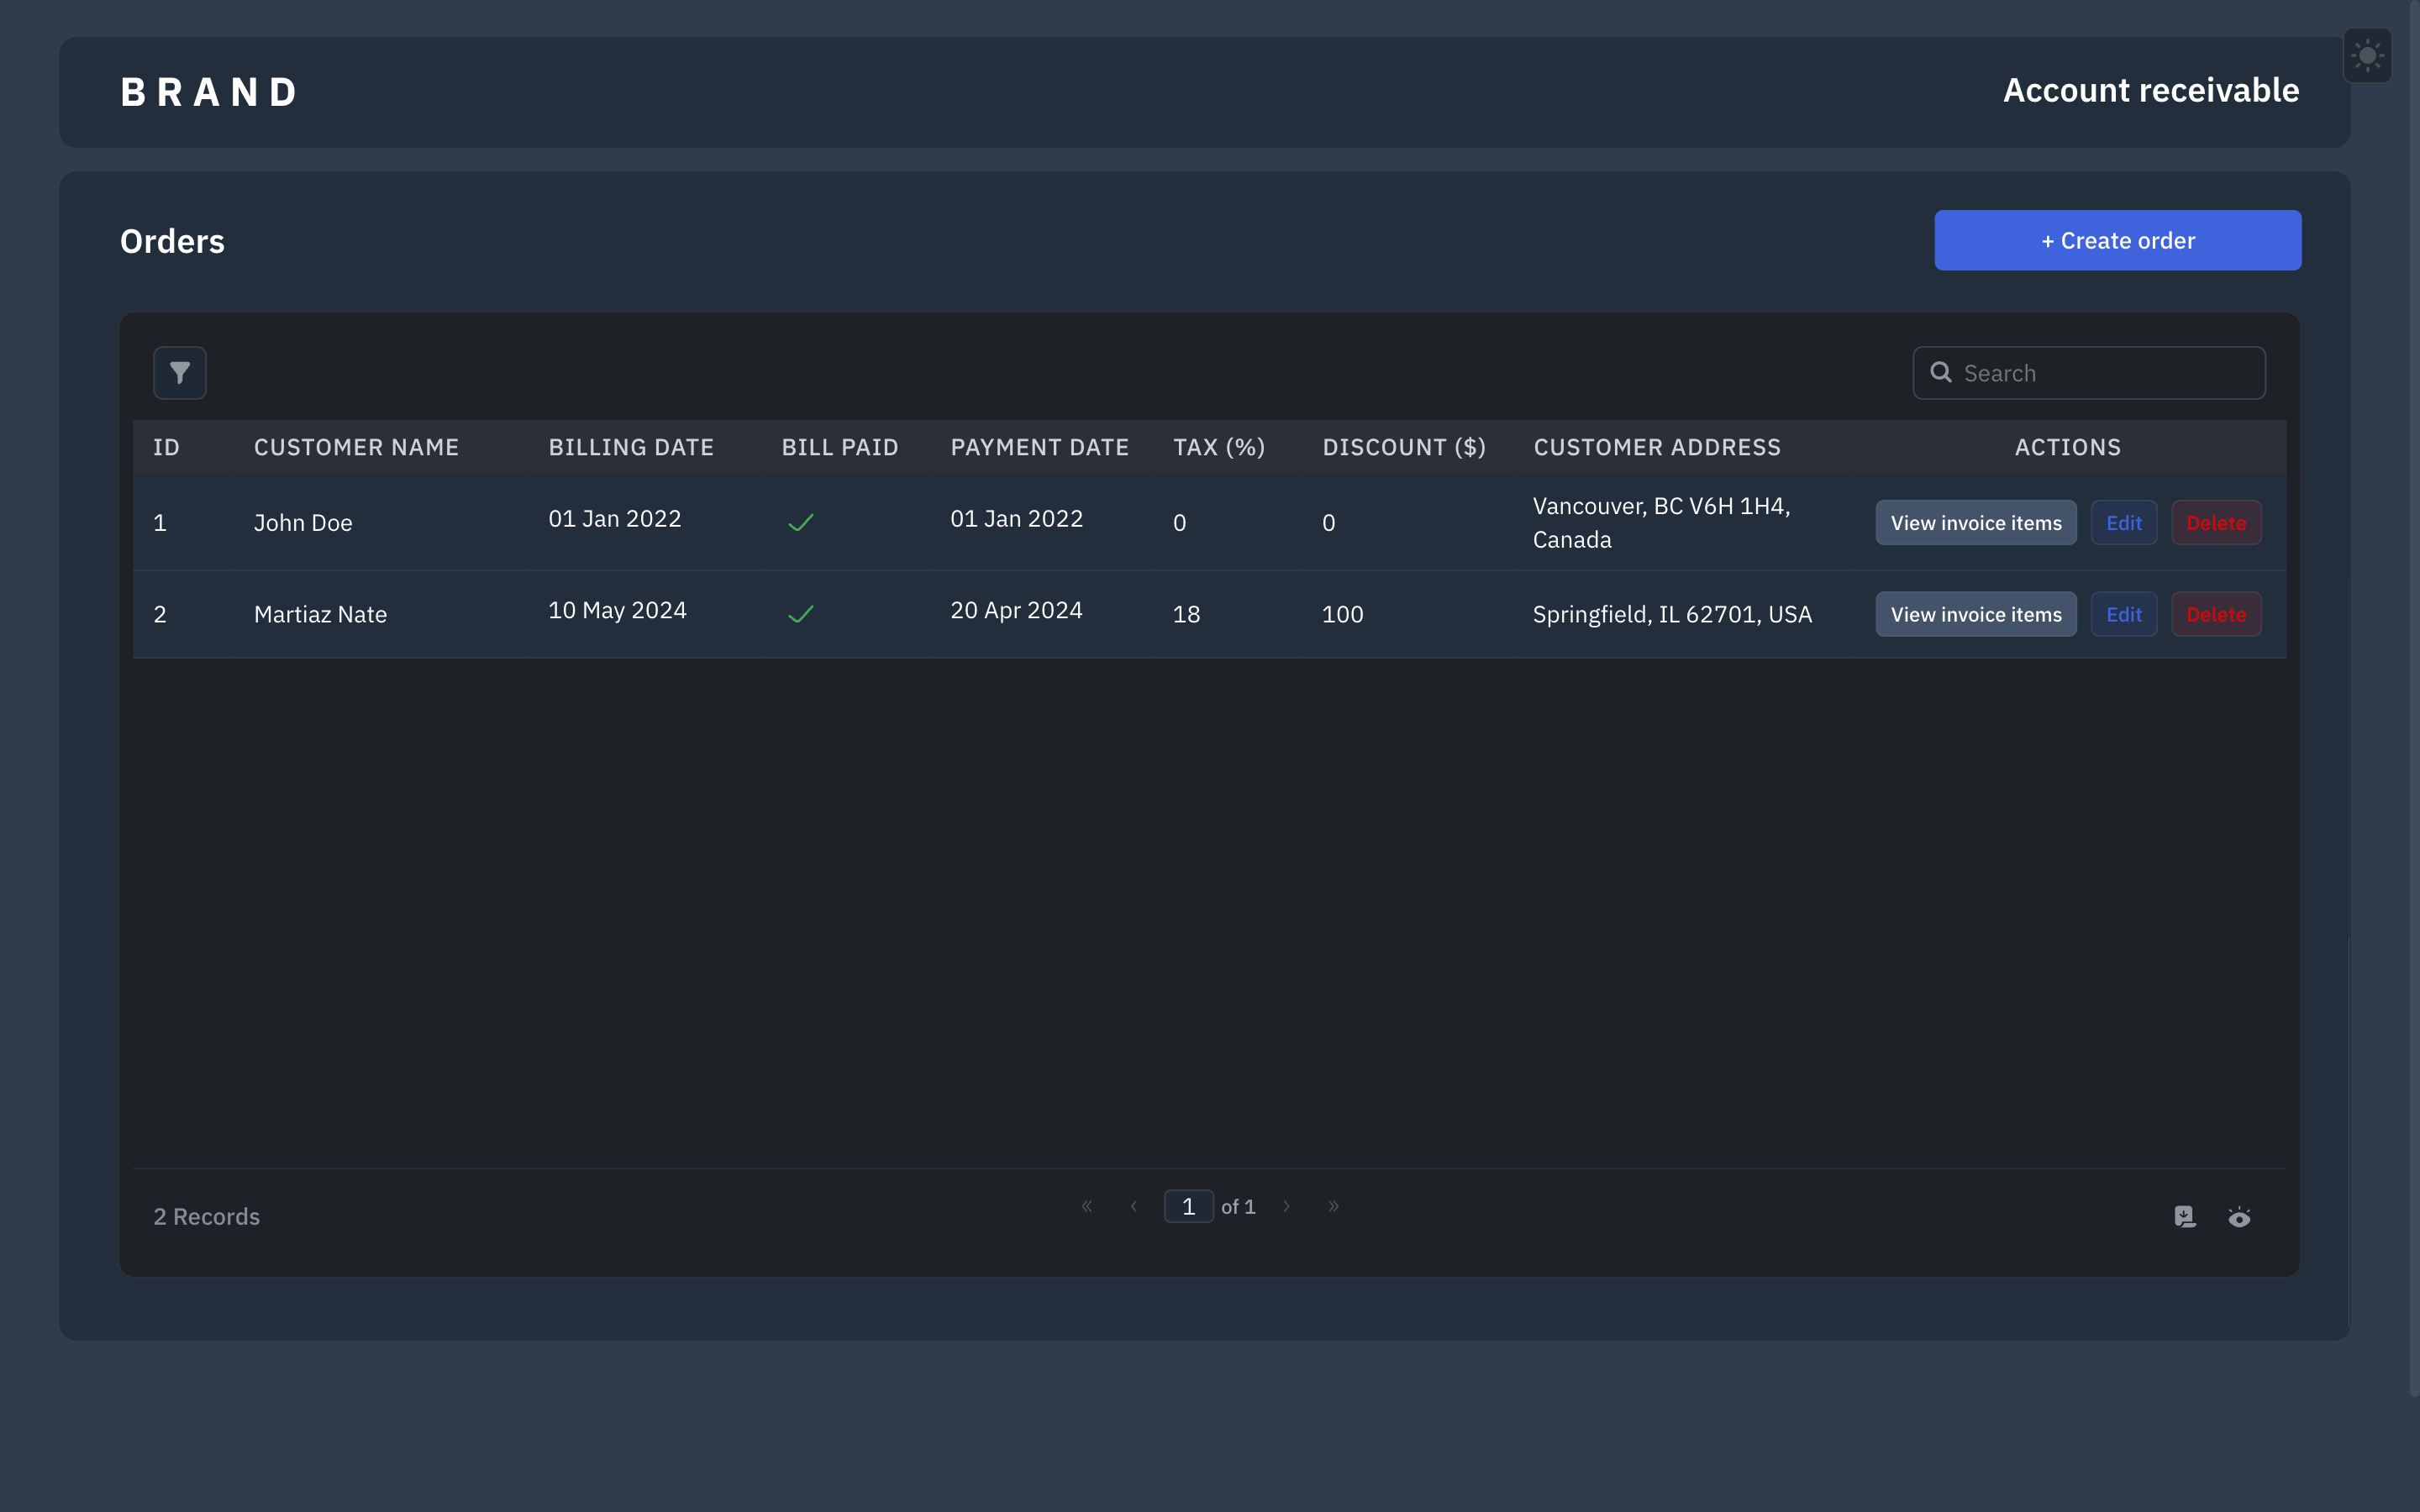 BRAND
Account receivable
Orders
+ Create order
Search
ID CUSTOMER NAME BILLING DATE BILL PAID PAYMENT DATE TAX (%) DISCOUNT ($) CUSTOMER ADDRESS ACTIONS
1 John Doe 01 Jan 2022 01 Jan 2022 0 0 Vancouver, BC V6H 1H4,
Canada View invoice items Edit Delete
2 Martiaz Nate 10 May 2024 20 Apr 2024 18 100 Springfield, IL 62701, USA View invoice items Edit Delete
2 Records « ‹ 1 of 1 › »